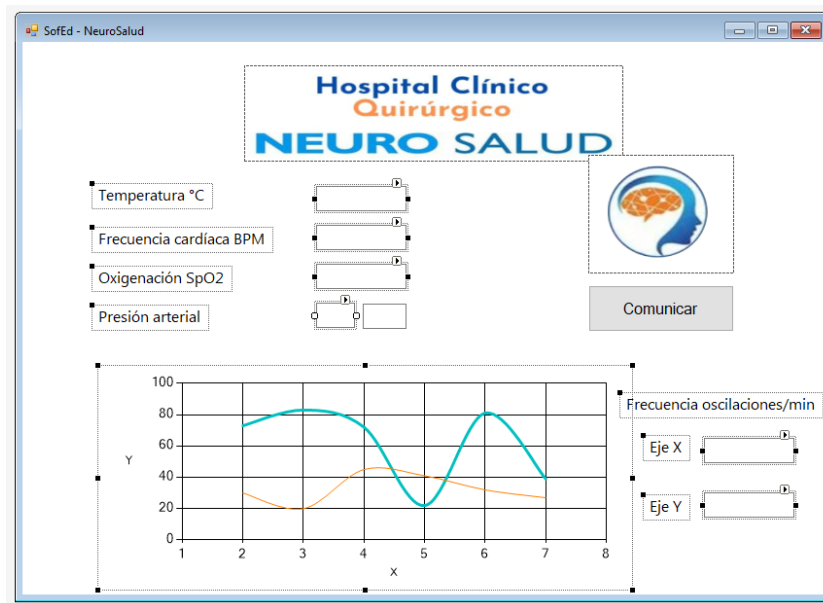 SofEd - NeuroSalud
Hospital Clínico
Quirúrgico
NEURO SALUD
Temperatura °C
Frecuencia cardíaca BPM
Oxigenación SpO2
Presión arterial
Comunicar
100
80
60
40
20
0
Y
1 2 3 4 5 6 7 8
X
Frecuencia oscilaciones/min
Eje X
Eje Y